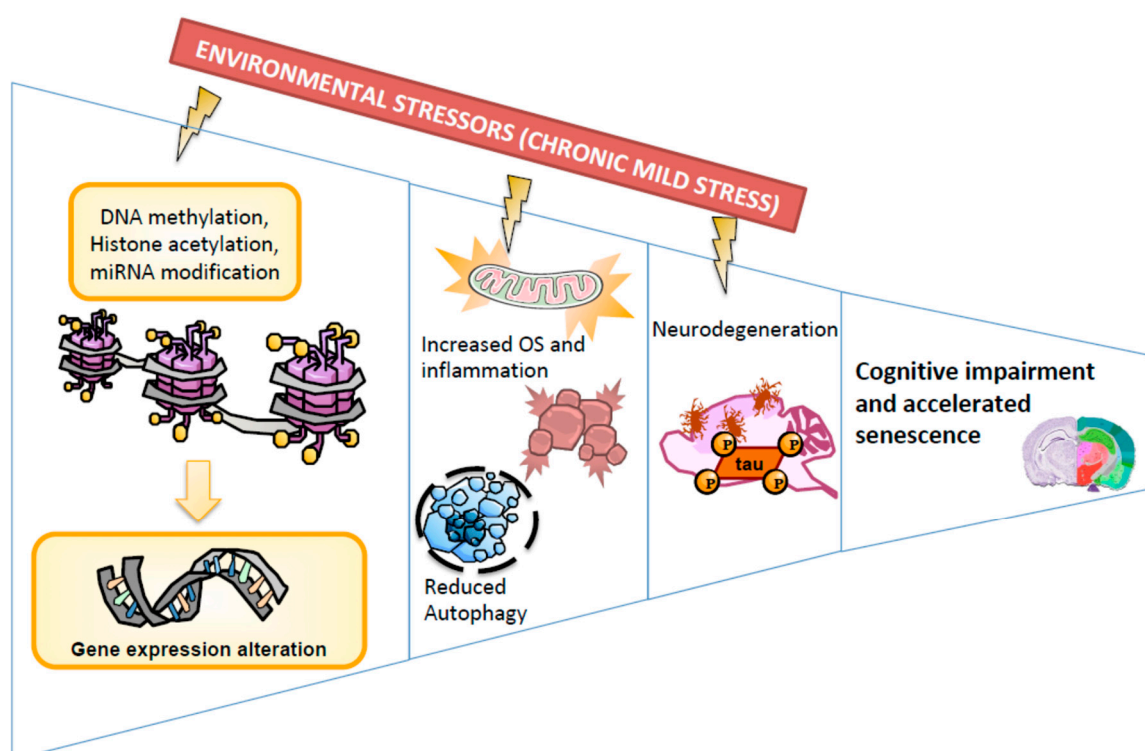 ENVIRONMENTAL STRESSORS (CHRONIC MILD STRESS)
DNA methylation,
Histone acetylation,
miRNA modification
Gene expression alteration
Increased OS and
inflammation
Reduced
Autophagy
Neurodegeneration
P
P
tau
P
P
Cognitive impairment
and accelerated
senescence